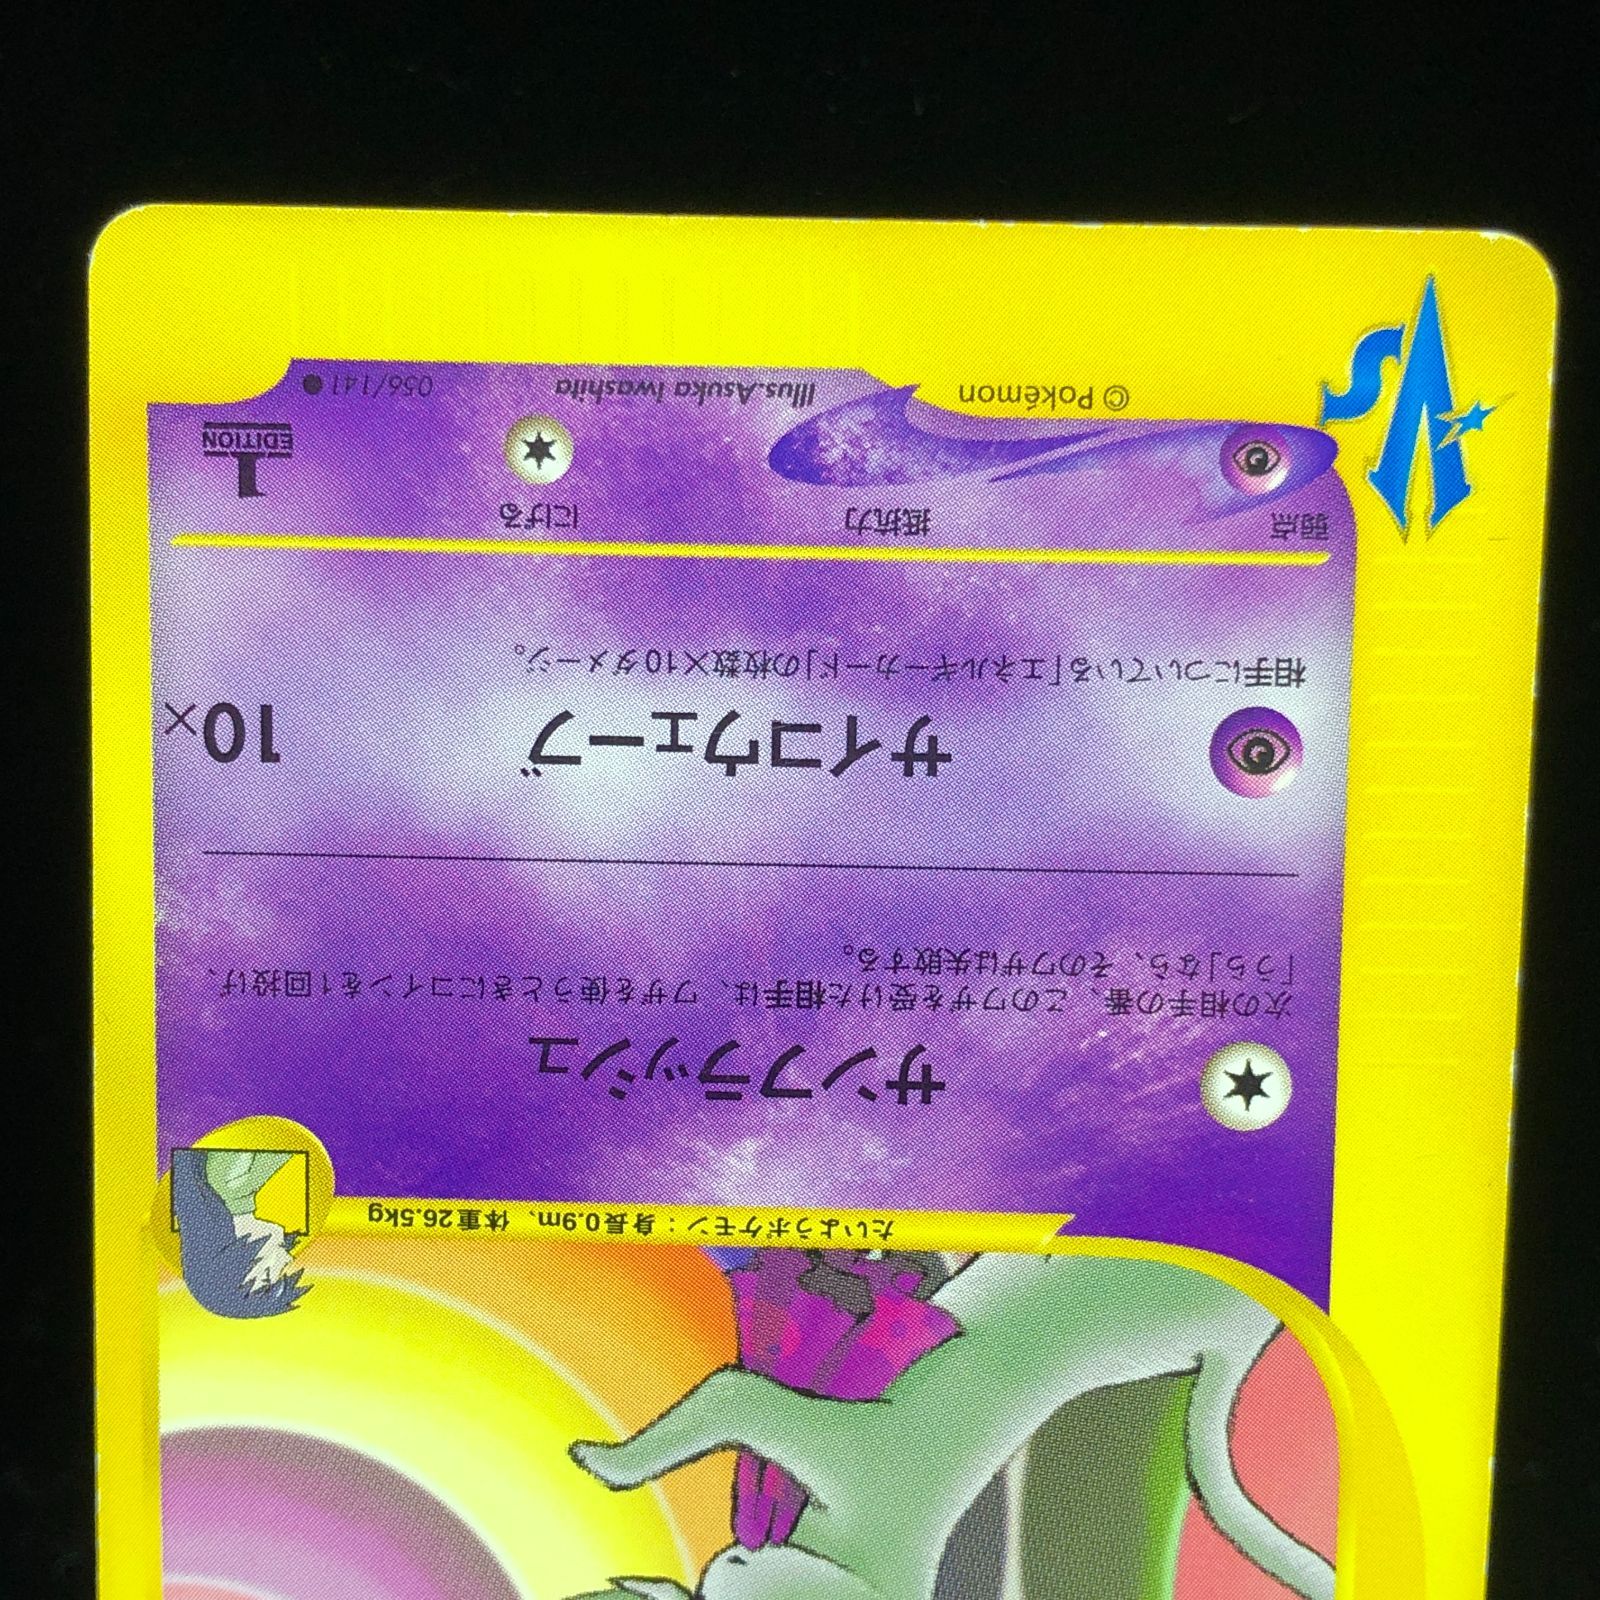 たいようポケモン：身長0.9m、体重26.5kg
サンフラッシュ
次の相手の番、このワザを受けた相手は、ワザを使うときにコインを1回投げ、
「うら」なら、そのワザは失敗する。
サイコウェーブ 10×
相手についている「エネルギーカード」の枚数×10ダメージ。
弱点 抵抗力 にげる
1 EDITION
©Pokémon Illus.Asuka Iwashita 056/141 ●
VS